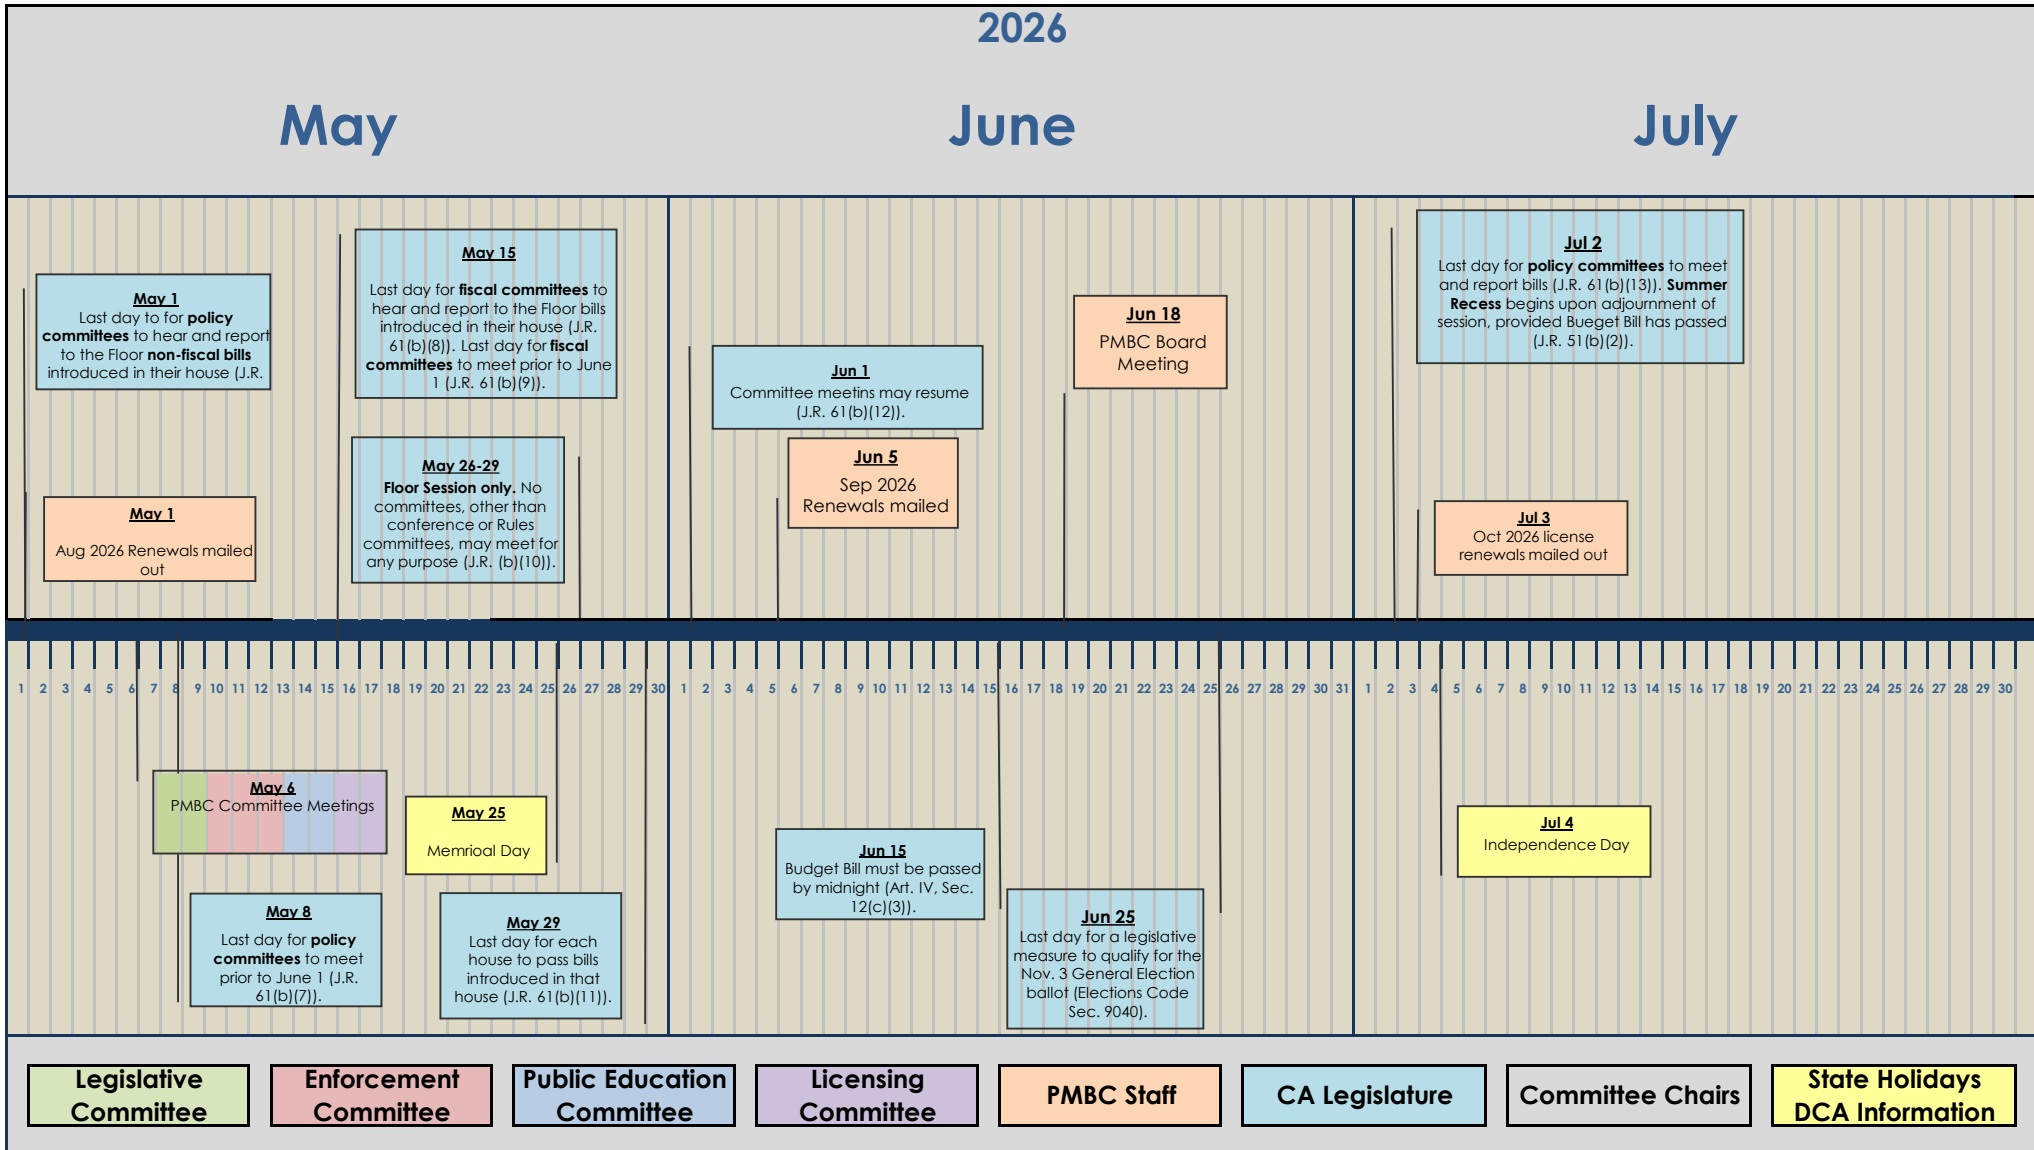 2026
May
June
July
May 1
Last day to for policy
committees to hear and report
to the Floor non-fiscal bills
introduced in their house (J.R.
May 15
Last day for fiscal committees to
hear and report to the Floor bills
introduced in their house (J.R.
61(b)(8)). Last day for fiscal
committees to meet prior to June
1 (J.R. 61(b)(9)).
May 1
Aug 2026 Renewals mailed
out
May 26-29
Floor Session only. No
committees, other than
conference or Rules
committees, may meet for
any purpose (J.R. (b)(10)).
Jun 1
Committee meetins may resume
(J.R. 61(b)(12)).
Jun 18
PMBC Board
Meeting
Jun 5
Sep 2026
Renewals mailed
Jul 2
Last day for policy committees to meet
and report bills (J.R. 61(b)(13)). Summer
Recess begins upon adjournment of
session, provided Bueget Bill has passed
(J.R. 51(b)(2)).
Jul 3
Oct 2026 license
renewals mailed out
1 2 3 4 5 6 7 8 9 10 11 12 13 14 15 16 17 18 19 20 21 22 23 24 25 26 27 28 29 30 1 2 3 4 5 6 7 8 9 10 11 12 13 14 15 16 17 18 19 20 21 22 23 24 25 26 27 28 29 30 31 1 2 3 4 5 6 7 8 9 10 11 12 13 14 15 16 17 18 19 20 21 22 23 24 25 26 27 28 29 30
May 6
PMBC Committee Meetings
May 25
Memrioal Day
May 8
Last day for policy
committees to meet
prior to June 1 (J.R.
61(b)(7)).
May 29
Last day for each
house to pass bills
introduced in that
house (J.R. 61(b)(11)).
Jun 15
Budget Bill must be passed
by midnight (Art. IV, Sec.
12(c)(3)).
Jun 25
Last day for a legislative
measure to qualify for the
Nov. 3 General Election
ballot (Elections Code
Sec. 9040).
Jul 4
Independence Day
Legislative
Committee
Enforcement
Committee
Public Education
Committee
Licensing
Committee
PMBC Staff
CA Legislature
Committee Chairs
State Holidays
DCA Information